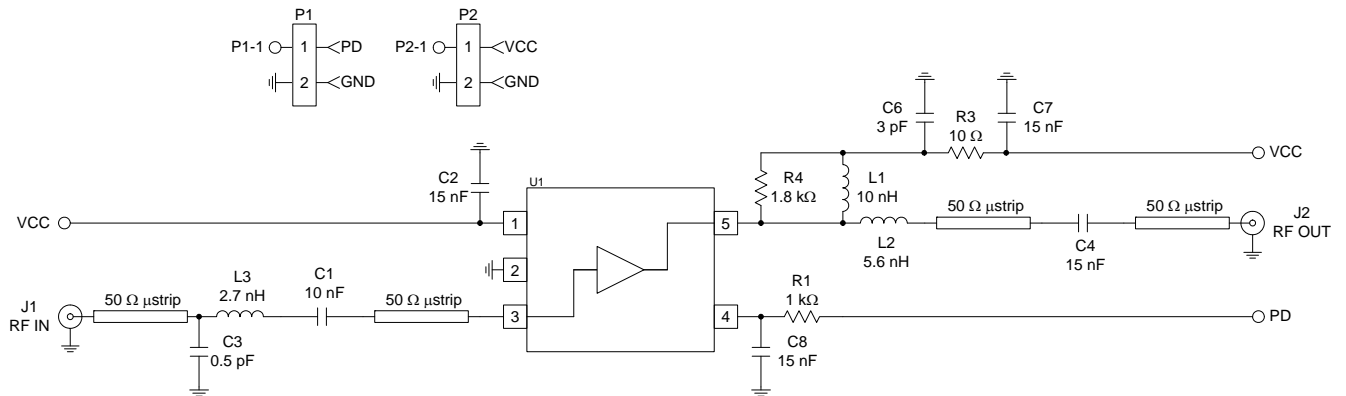 P1
P1-1
1
PD
2
GND
P2
P2-1
1
VCC
2
GND
C6
3 pF
R3
10 Ω
C7
15 nF
VCC
C2
15 nF
U1
R4
1.8 kΩ
L1
10 nH
VCC
1
5
50 Ω µstrip
50 Ω µstrip
J2
RF OUT
L2
5.6 nH
C4
15 nF
2
J1
RF IN
50 Ω µstrip
L3
2.7 nH
C1
10 nF
50 Ω µstrip
3
4
R1
1 kΩ
PD
C3
0.5 pF
C8
15 nF